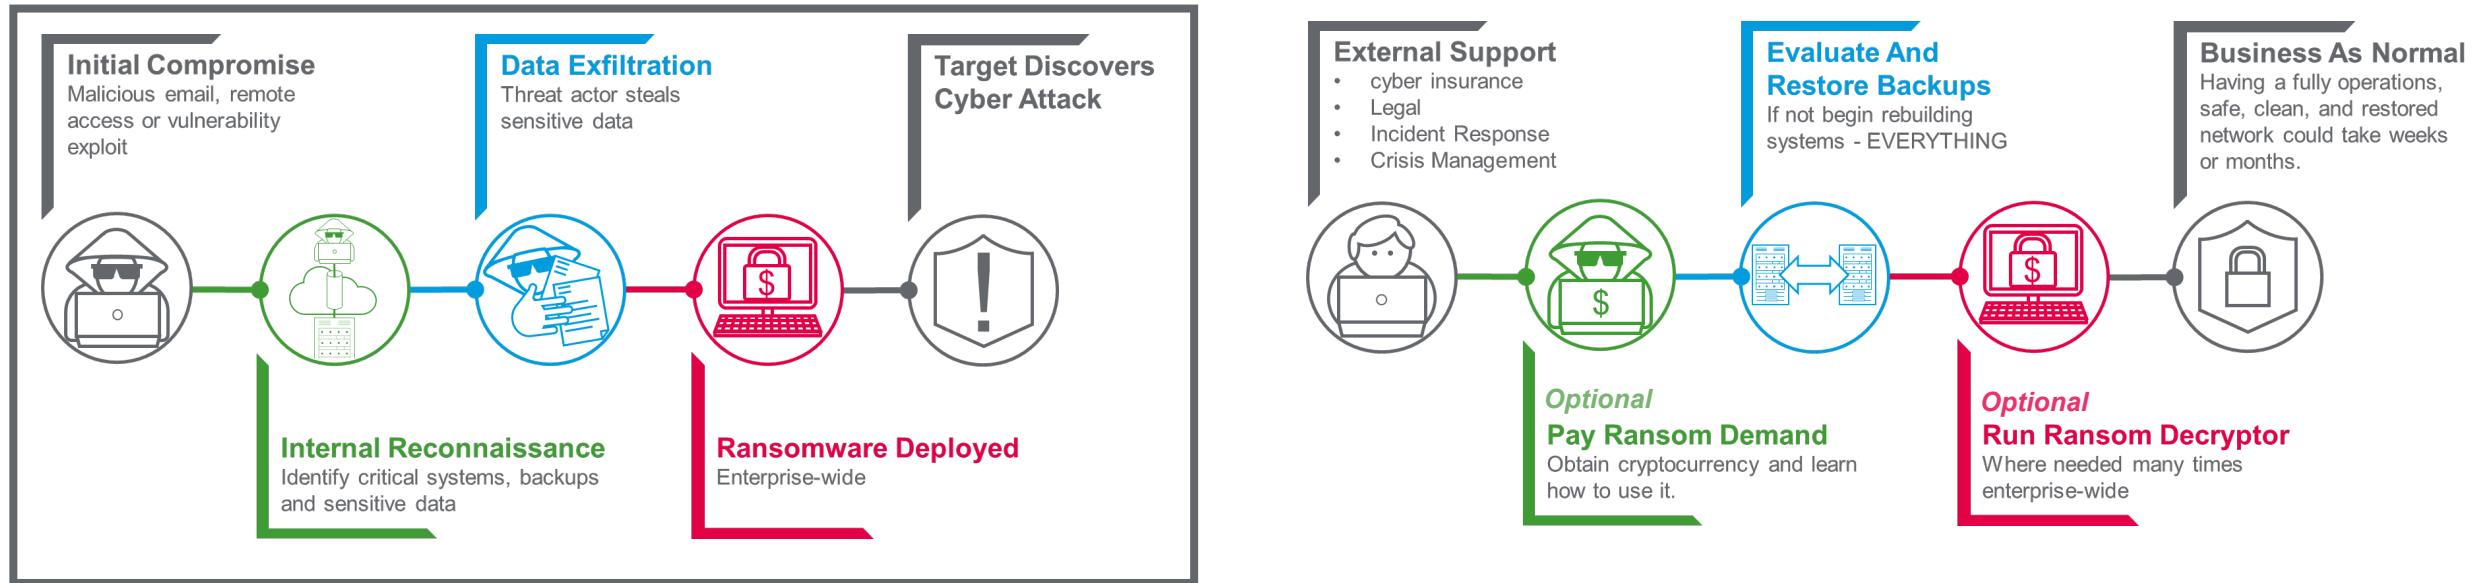 Initial Compromise
Malicious email, remote
access or vulnerability
exploit
Internal Reconnaissance
Identify critical systems, backups
and sensitive data
Data Exfiltration
Threat actor steals
sensitive data
$
Ransomware Deployed
Enterprise-wide
Target Discovers
Cyber Attack
!
External Support
• cyber insurance
• Legal
• Incident Response
• Crisis Management
$
Optional
Pay Ransom Demand
Obtain cryptocurrency and learn
how to use it.
Evaluate And
Restore Backups
If not begin rebuilding
systems - EVERYTHING
$
Optional
Run Ransom Decryptor
Where needed many times
enterprise-wide
Business As Normal
Having a fully operations,
safe, clean, and restored
network could take weeks
or months.